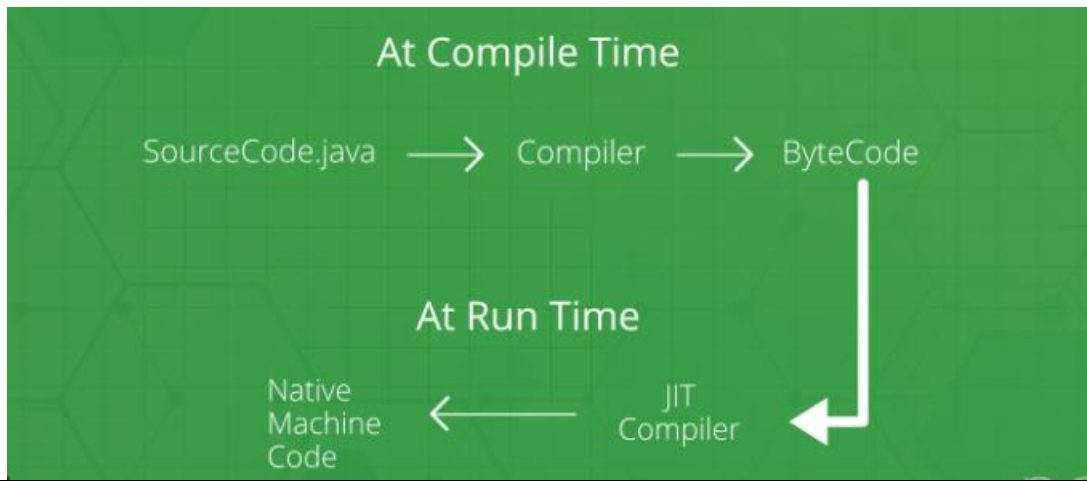 At Compile Time
SourceCode.java Compiler ByteCode
At Run Time
Native
Machine
Code
JIT
Compiler